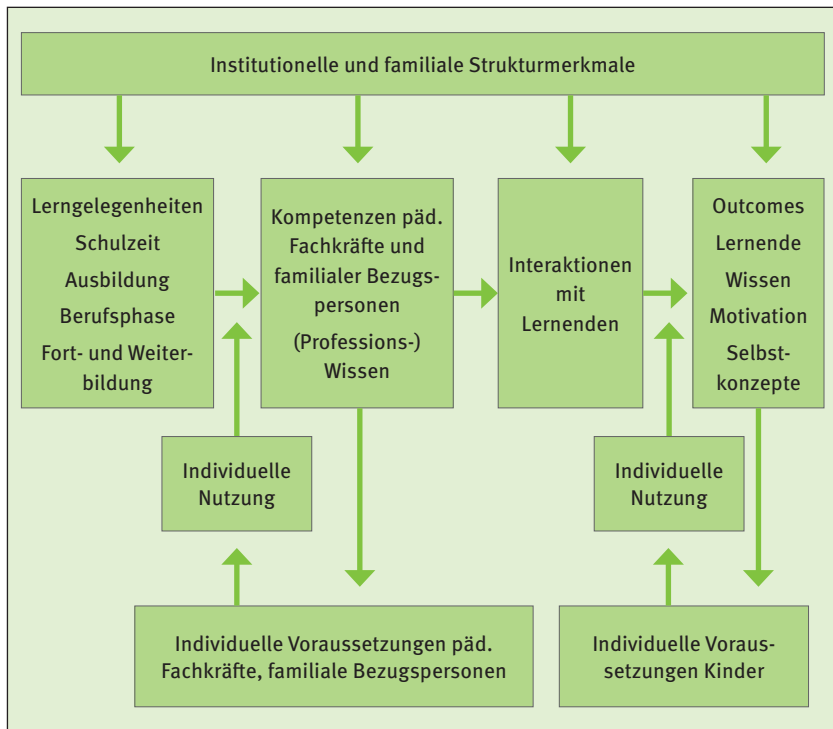 Institutionelle und familiale Strukturmerkmale
Lerngelegenheiten
Schulzeit
Ausbildung
Berufsphase
Fort- und Weiter-
bildung
Kompetenzen päd.
Fachkräfte und
familialer Bezugs-
personen
(Professions-)
Wissen
Interaktionen
mit
Lernenden
Outcomes
Lernende
Wissen
Motivation
Selbst-
konzepte
Individuelle
Nutzung
Individuelle
Nutzung
Individuelle Voraussetzungen päd.
Fachkräfte, familiale Bezugspersonen
Individuelle Voraus-
setzungen Kinder